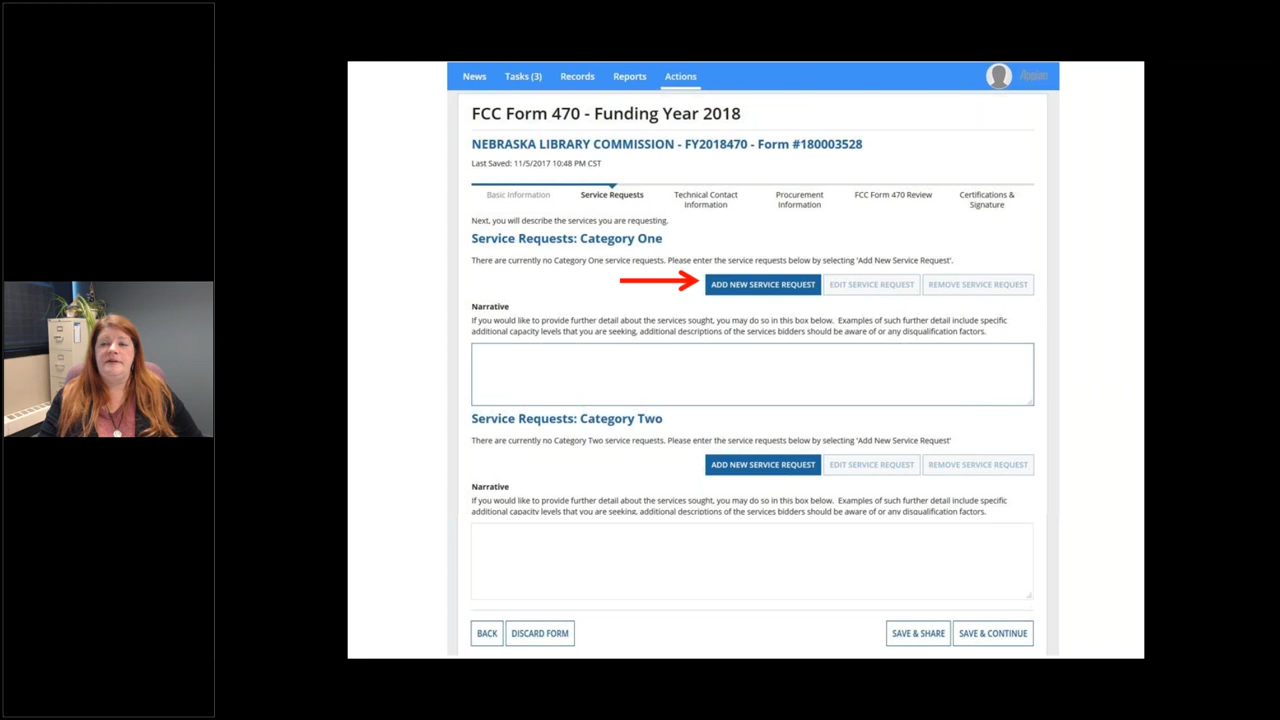 News Tasks (3) Records Reports Actions Appian
FCC Form 470 - Funding Year 2018
NEBRASKA LIBRARY COMMISSION - FY2018470 - Form #180003528
Last Saved: 11/5/2017 10:48 PM CST
Basic Information Service Requests Technical Contact Information Procurement Information FCC Form 470 Review Certifications & Signature
Next, you will describe the services you are requesting.
Service Requests: Category One
There are currently no Category One service requests. Please enter the service requests below by selecting 'Add New Service Request'.
ADD NEW SERVICE REQUEST EDIT SERVICE REQUEST REMOVE SERVICE REQUEST
Narrative
If you would like to provide further detail about the services sought, you may do so in this box below. Examples of such further detail include specific
additional capacity levels that you are seeking, additional descriptions of the services bidders should be aware of or any disqualification factors.
Service Requests: Category Two
There are currently no Category Two service requests. Please enter the service requests below by selecting 'Add New Service Request'
ADD NEW SERVICE REQUEST EDIT SERVICE REQUEST REMOVE SERVICE REQUEST
Narrative
If you would like to provide further detail about the services sought, you may do so in this box below. Examples of such further detail include specific
additional capacity levels that you are seeking, additional descriptions of the services bidders should be aware of or any disqualification factors.
BACK DISCARD FORM SAVE & SHARE SAVE & CONTINUE